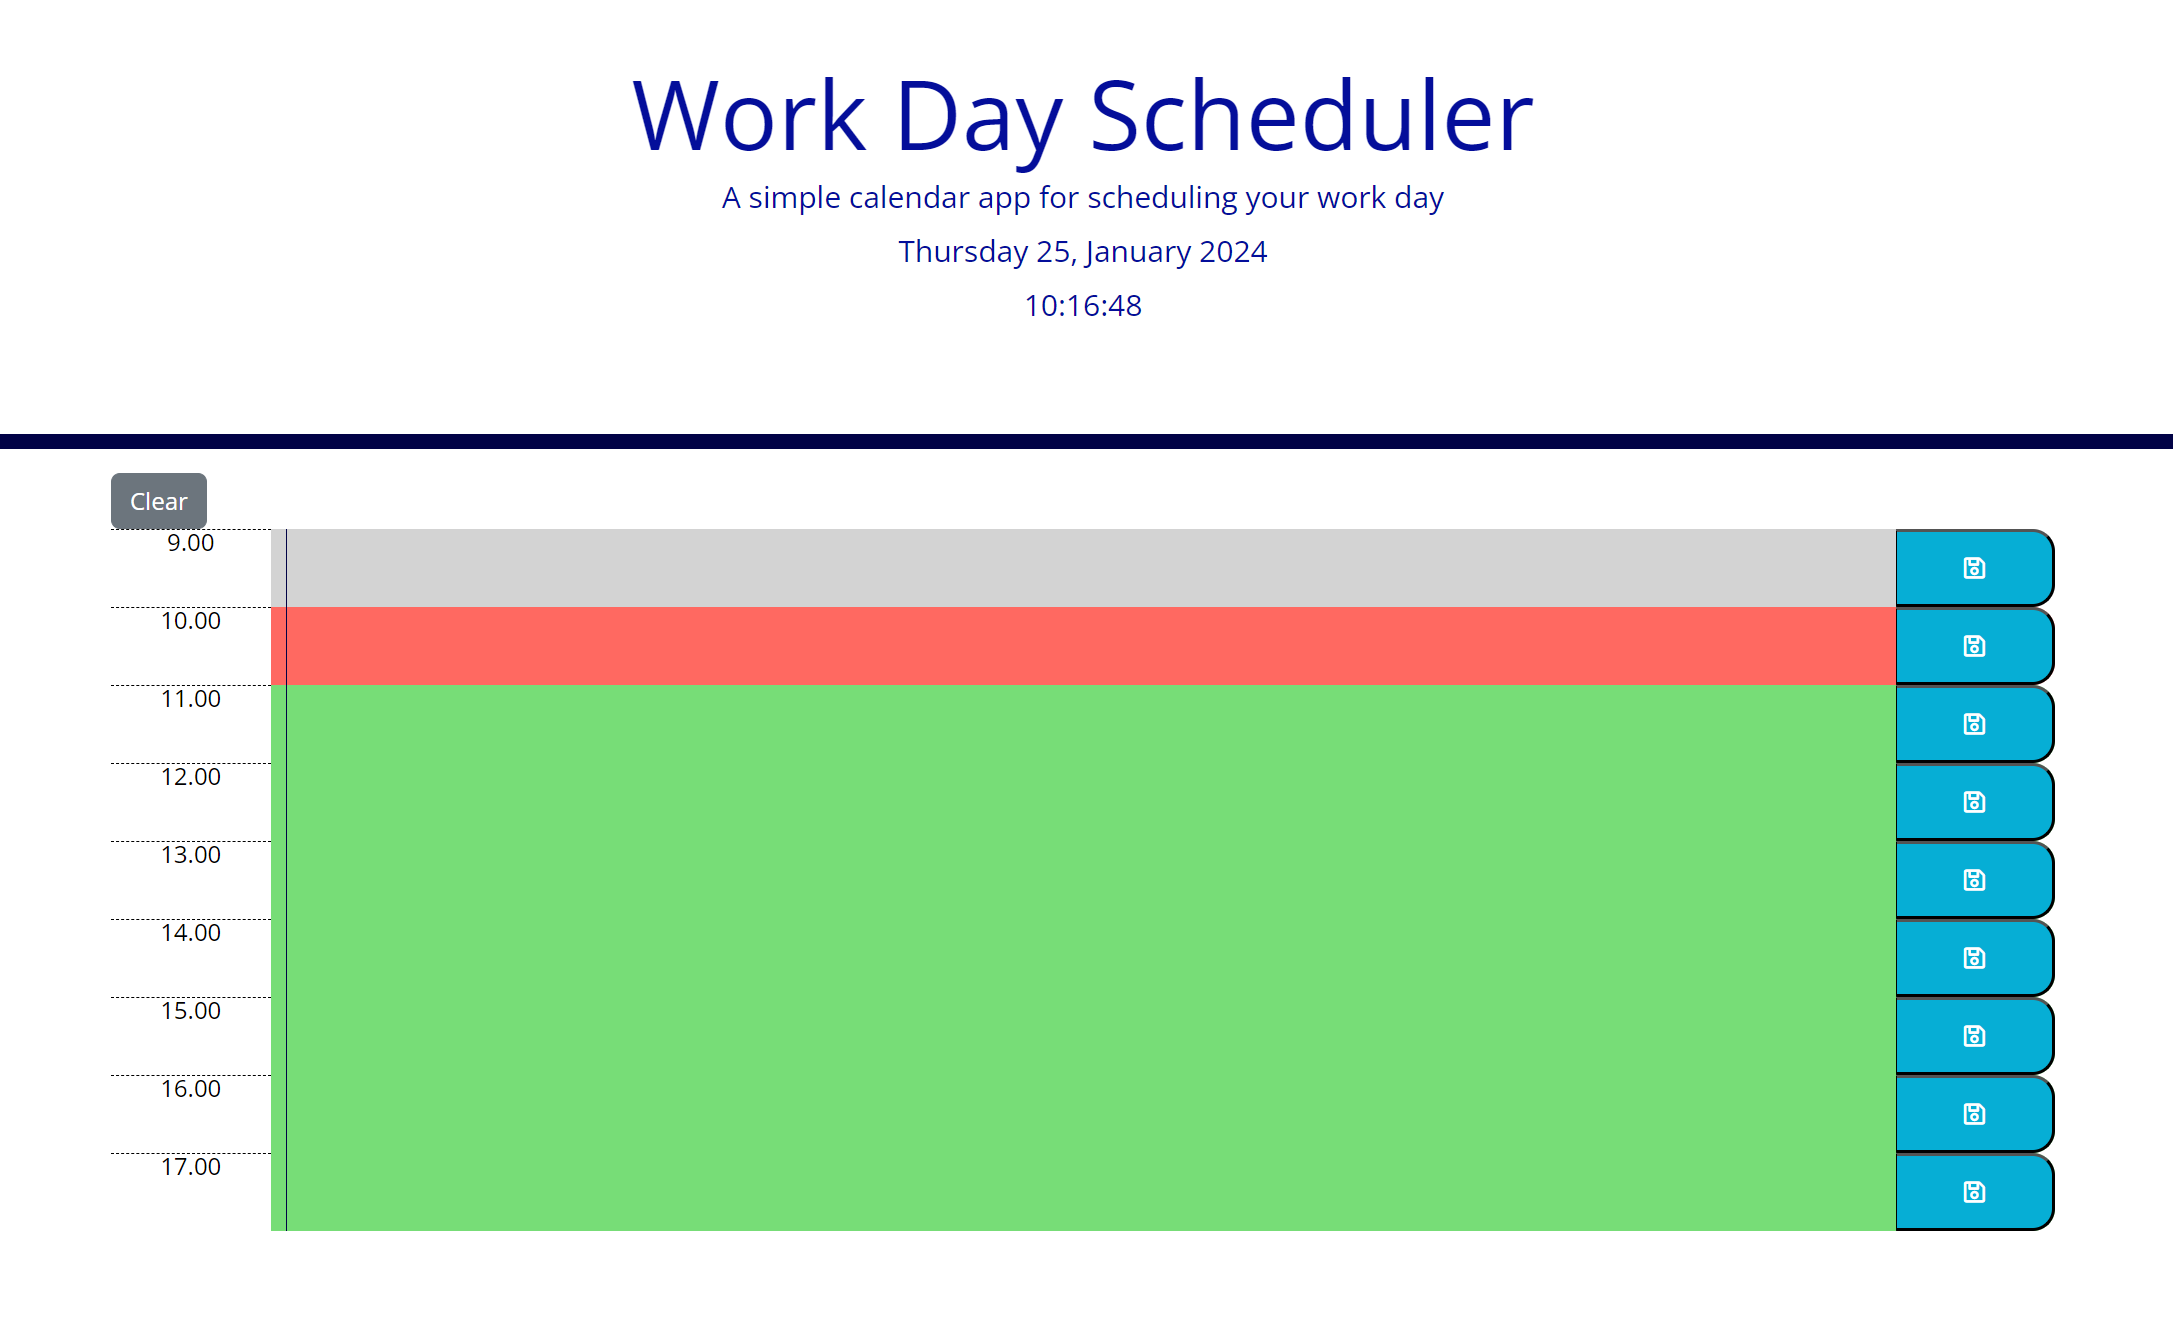 Work Day Scheduler
A simple calendar app for scheduling your work day
Thursday 25, January 2024
10:16:48
Clear
9.00
10.00
11.00
12.00
13.00
14.00
15.00
16.00
17.00